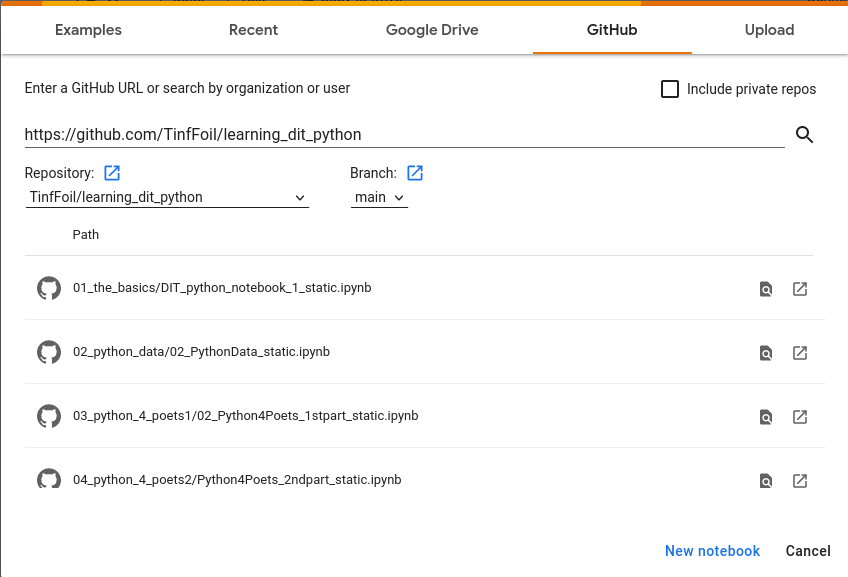 Examples Recent Google Drive GitHub Upload
Enter a GitHub URL or search by organization or user Include private repos
https://github.com/TinfFoil/learning_dit_python
Repository: Branch:
TinfFoil/learning_dit_python main
Path
01_the_basics/DIT_python_notebook_1_static.ipynb
02_python_data/02_PythonData_static.ipynb
03_python_4_poets1/02_Python4Poets_1stpart_static.ipynb
04_python_4_poets2/Python4Poets_2ndpart_static.ipynb
New notebook Cancel